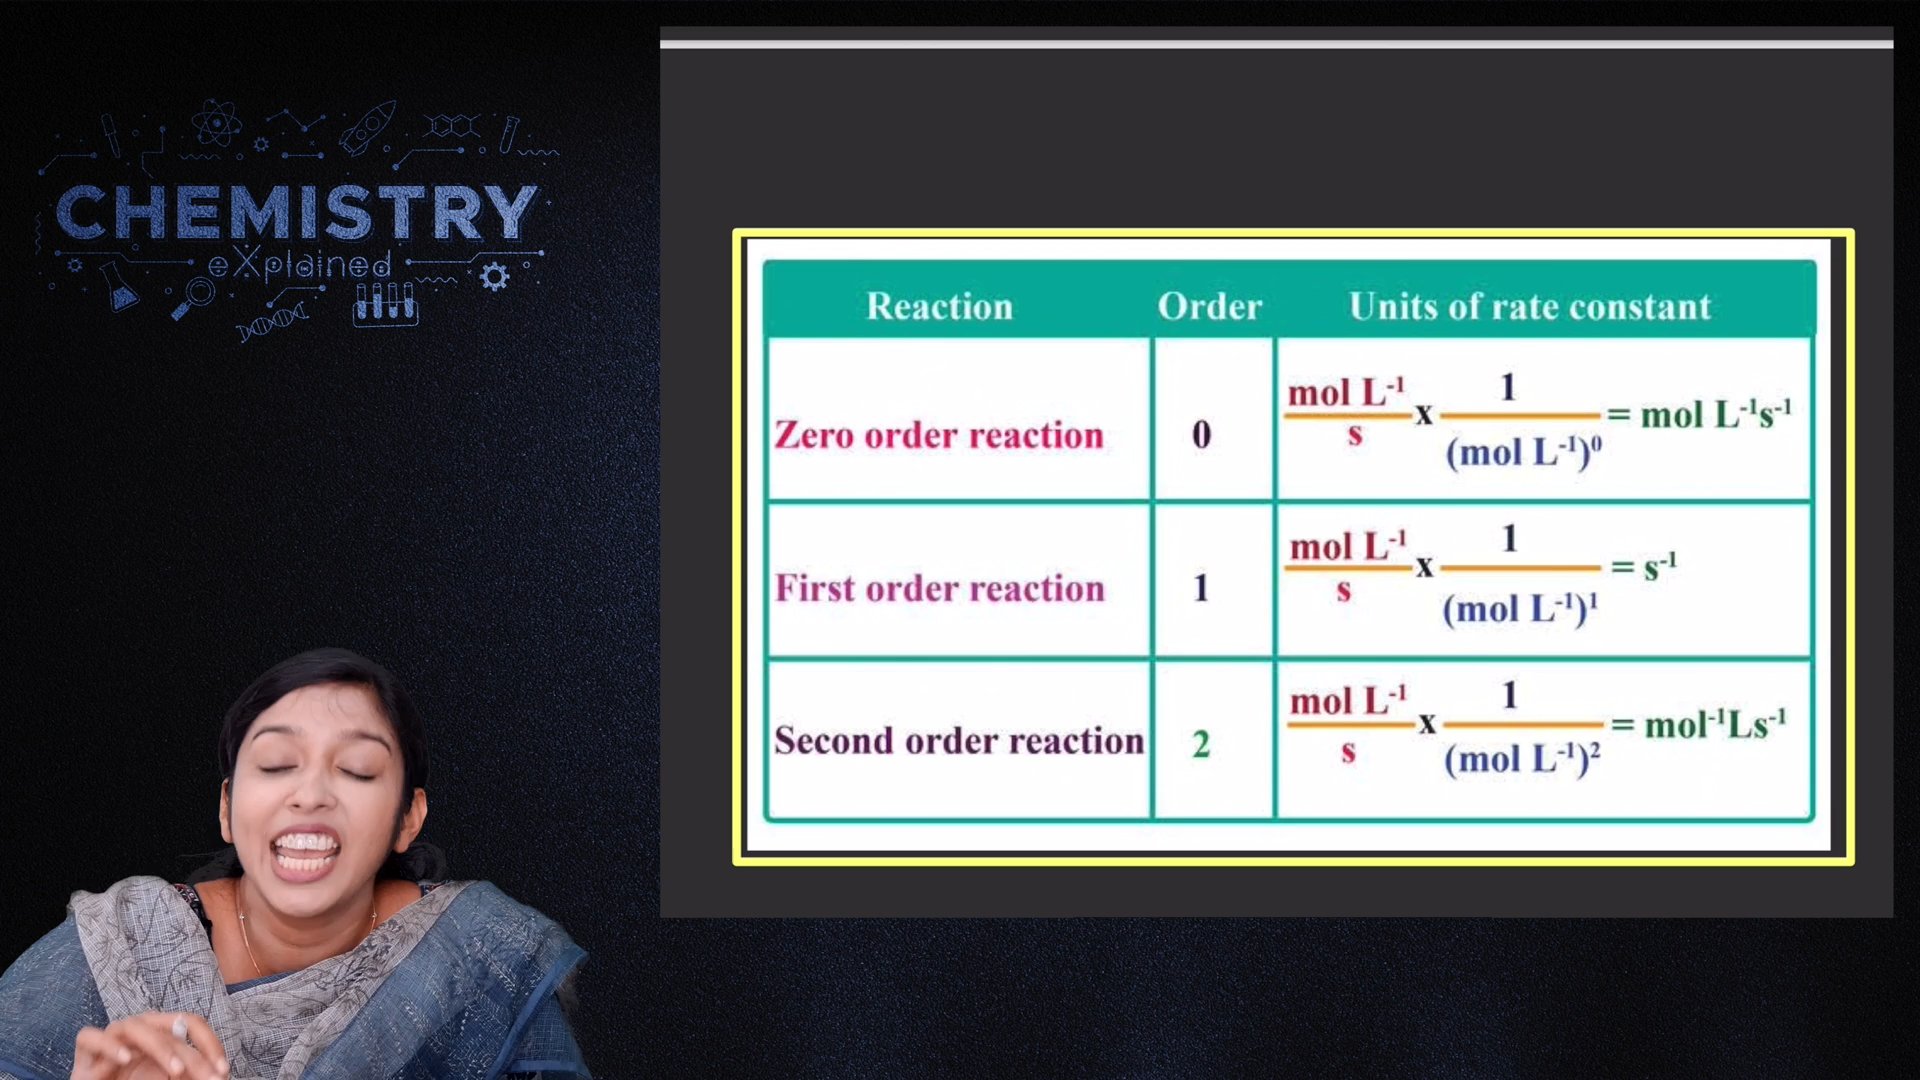 CHEMISTRY
eXplained
Reaction Order Units of rate constant
Zero order reaction 0 mol L⁻¹/s x 1/(mol L⁻¹)⁰ = mol L⁻¹s⁻¹
First order reaction 1 mol L⁻¹/s x 1/(mol L⁻¹)¹ = s⁻¹
Second order reaction 2 mol L⁻¹/s x 1/(mol L⁻¹)² = mol⁻¹Ls⁻¹